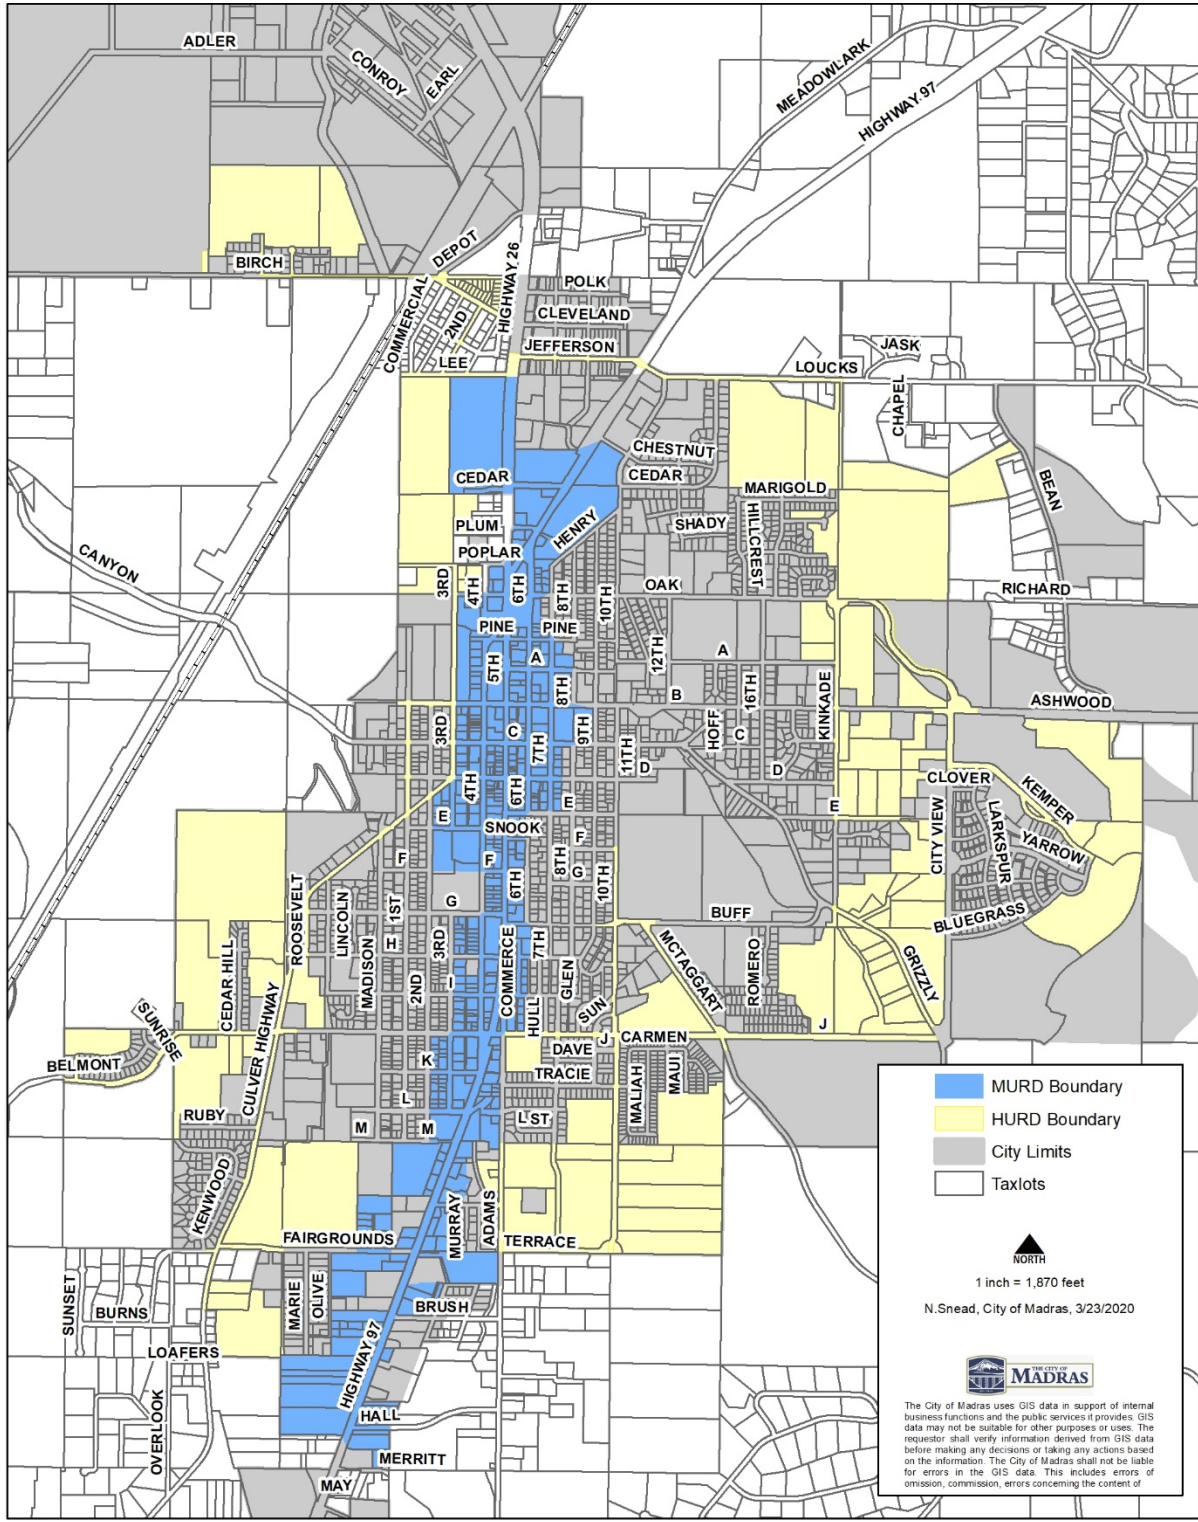 ADLER
CONROY
EARL
MEADOWLARK
HIGHWAY 97
BIRCH
DEPOT
COMMERCIAL
2ND
HIGHWAY 26
POLK
CLEVELAND
JEFFERSON
LEE
LOUCKS
JASK
CHAPEL
BEAN
CHESTNUT
CEDAR
CEDAR
MARIGOLD
PLUM
HENRY
SHADY
HILLCREST
POPLAR
CANYON
3RD
4TH
6TH
8TH
10TH
OAK
RICHARD
PINE
PINE
12TH
A
A
5TH
8TH
B
16TH
KINKADE
ASHWOOD
3RD
C
7TH
9TH
11TH
HOFF
C
D
D
4TH
6TH
E
E
E
CLOVER
KEMPER
CITY VIEW
LARKSPUR
YARROW
BLUEGRASS
SNOOK
F
F
F
8TH
G
10TH
6TH
ROOSEVELT
LINCOLN
1ST
G
BUFF
H
3RD
MADISON
2ND
I
COMMERCE
7TH
GLEN
MCTAGGART
ROMERO
GRIZZLY
CEDAR HILL
SUNRISE
CULVER HIGHWAY
HULL
SUN
J
J
CARMEN
BELMONT
K
DAVE
TRACIE
MALIAH
MAUI
RUBY
L
L ST
M
M
KENWOOD
MURRAY
ADAMS
FAIRGROUNDS
TERRACE
SUNSET
BURNS
MARIE
OLIVE
BRUSH
LOAFERS
HIGHWAY 97
OVERLOOK
HALL
MERRITT
MAY
MURD Boundary
HURD Boundary
City Limits
Taxlots
NORTH
1 inch = 1,870 feet
N.Snead, City of Madras, 3/23/2020
THE CITY OF
MADRAS
The City of Madras uses GIS data in support of internal
business functions and the public services it provides. GIS
data may not be suitable for other purposes or uses. The
requestor shall verify information derived from GIS data
before making any decisions or taking any actions based
on the information. The City of Madras shall not be liable
for errors in the GIS data. This includes errors of
omission, commission, errors concerning the content of